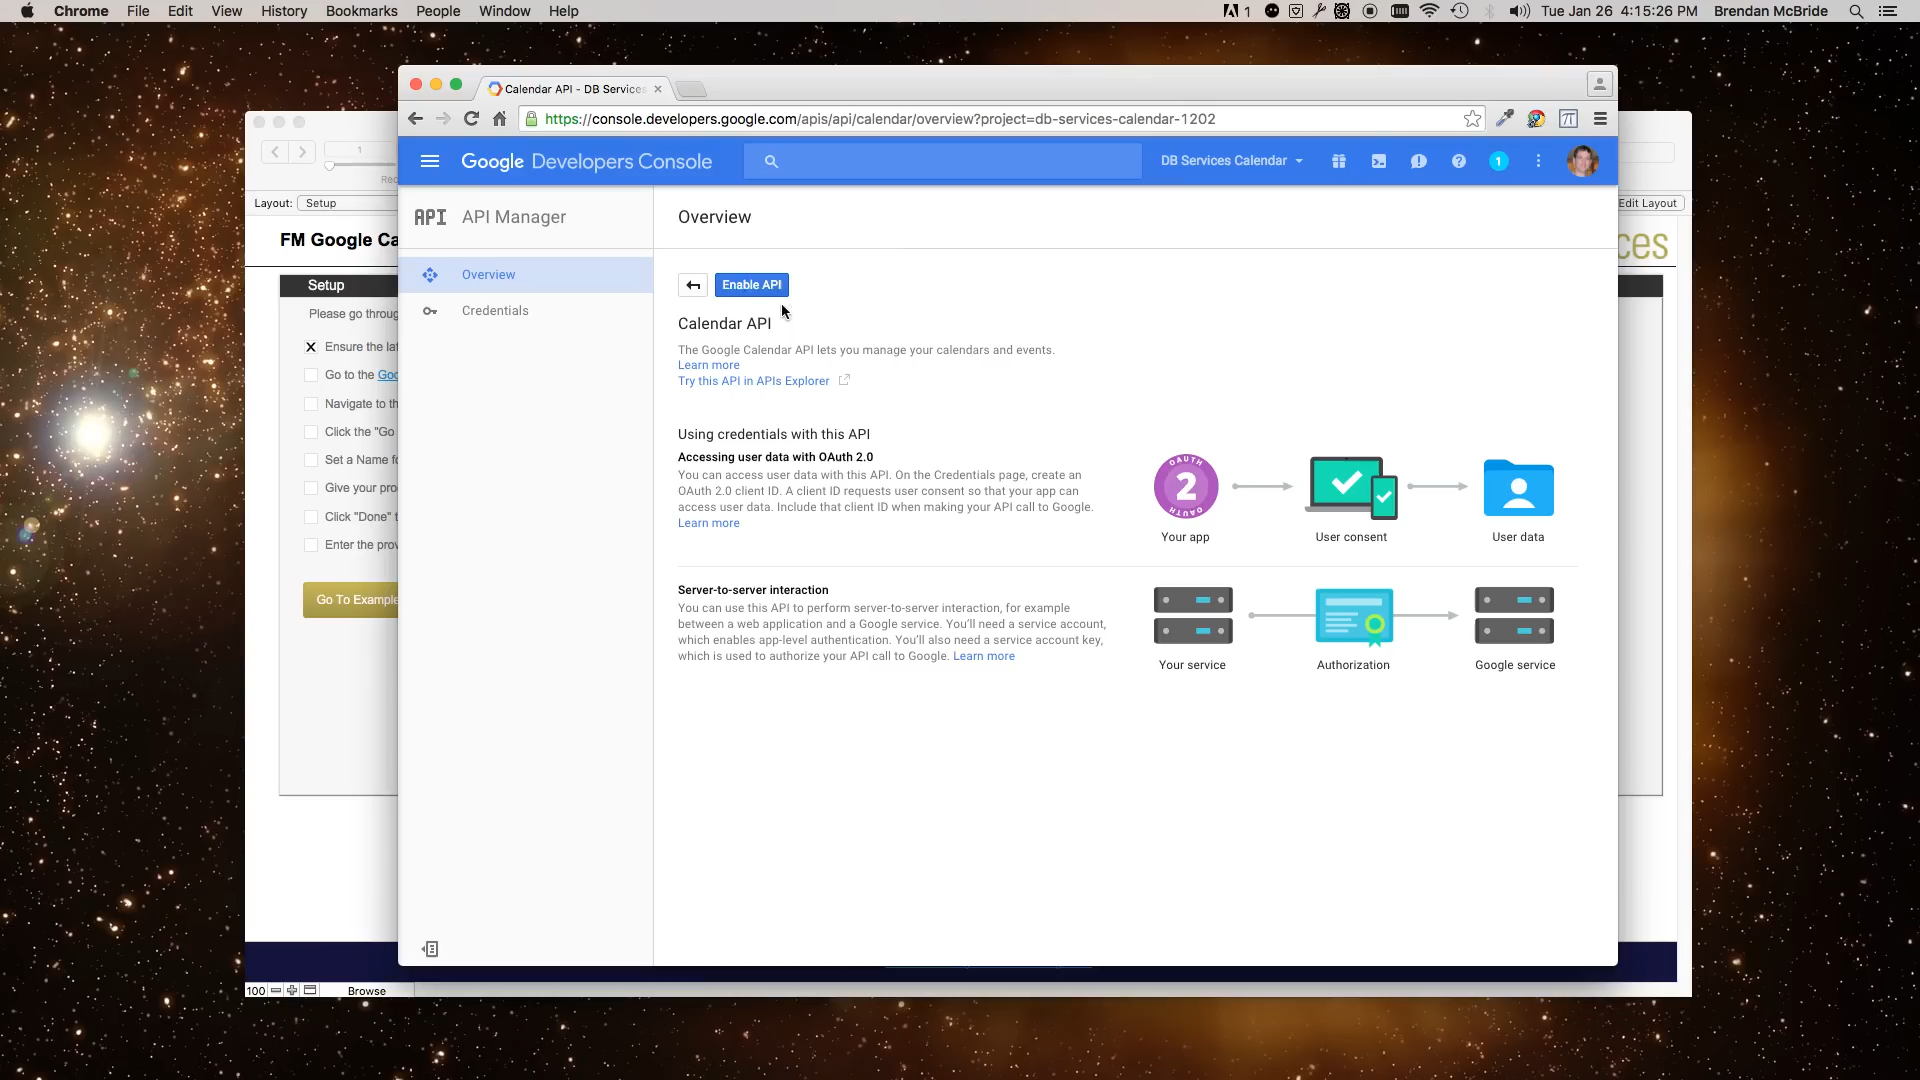 Chrome File Edit View History Bookmarks People Window Help
1 Tue Jan 26 4:15:26 PM Brendan McBride
Calendar API - DB Services
https://console.developers.google.com/apis/api/calendar/overview?project=db-services-calendar-1202
Google Developers Console
DB Services Calendar
1
API API Manager
Overview
Overview
Credentials
Enable API
Calendar API
The Google Calendar API lets you manage your calendars and events.
Learn more
Try this API in APIs Explorer
Using credentials with this API
Accessing user data with OAuth 2.0
You can access user data with this API. On the Credentials page, create an
OAuth 2.0 client ID. A client ID requests user consent so that your app can
access user data. Include that client ID when making your API call to Google.
Learn more
OAUTH
2
OAUTH
Your app
User consent
User data
Server-to-server interaction
You can use this API to perform server-to-server interaction, for example
between a web application and a Google service. You'll need a service account,
which enables app-level authentication. You'll also need a service account key,
which is used to authorize your API call to Google. Learn more
Your service
Authorization
Google service
1
Rec
Layout: Setup
Edit Layout
FM Google Ca
ces
Setup
Please go throug
X Ensure the lat
Go to the Goo
Navigate to th
Click the "Go
Set a Name fo
Give your pro
Click "Done" t
Enter the prov
Go To Example
100 Browse